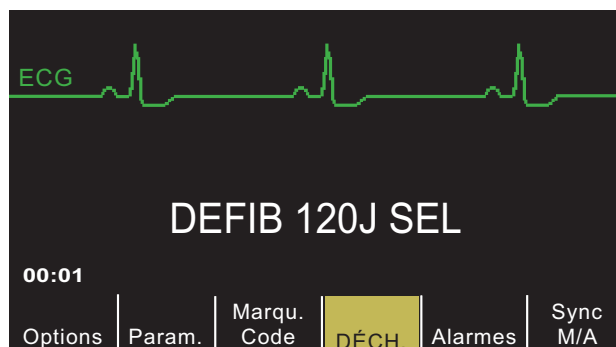 ECG
DEFIB 120J SEL
00:01
Options
Param.
Marqu.
Code
DÉCH
Alarmes
Sync
M/A